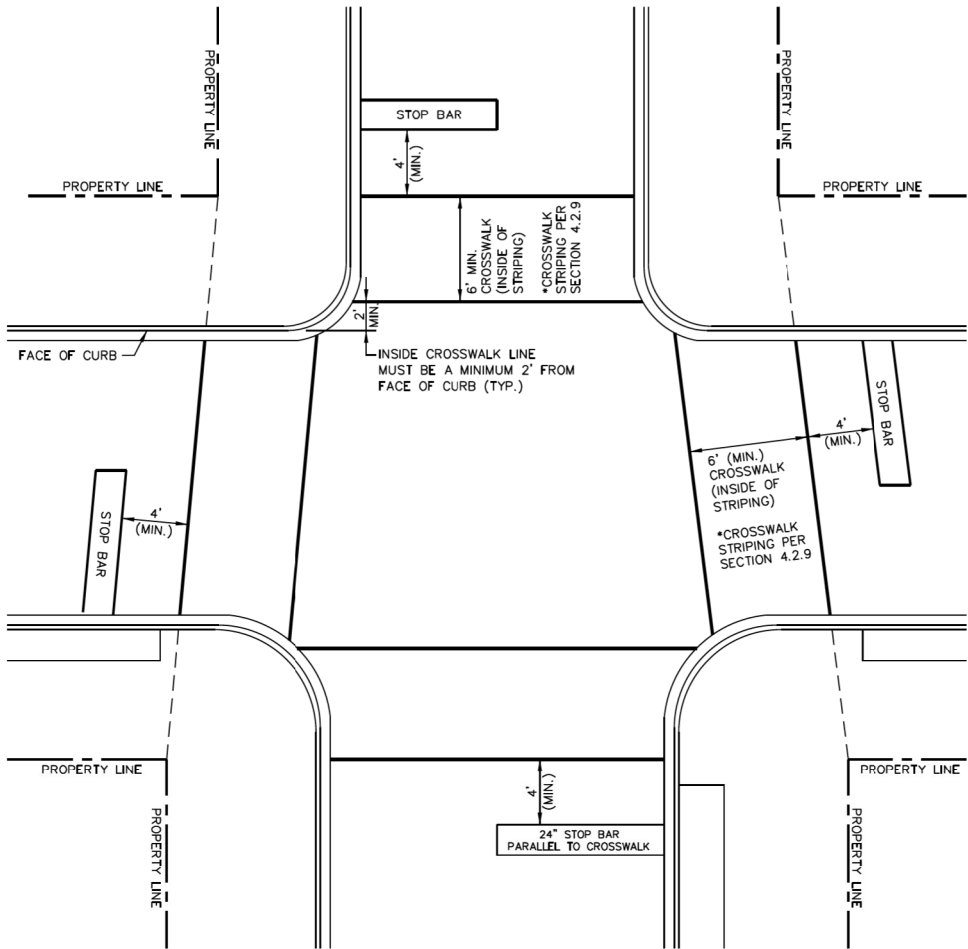 PROPERTY LINE
PROPERTY LINE
STOP BAR
4'
(MIN.)
PROPERTY LINE
PROPERTY LINE
6' MIN.
CROSSWALK
(INSIDE OF
STRIPING)
*CROSSWALK
STRIPING PER
SECTION 4.2.9
2'
MIN.
FACE OF CURB
INSIDE CROSSWALK LINE
MUST BE A MINIMUM 2' FROM
FACE OF CURB (TYP.)
STOP BAR
4'
(MIN.)
6' (MIN.)
CROSSWALK
(INSIDE OF
STRIPING)
*CROSSWALK
STRIPING PER
SECTION 4.2.9
STOP BAR
4'
(MIN.)
PROPERTY LINE
PROPERTY LINE
4'
(MIN.)
24" STOP BAR
PARALLEL TO CROSSWALK
PROPERTY LINE
PROPERTY LINE